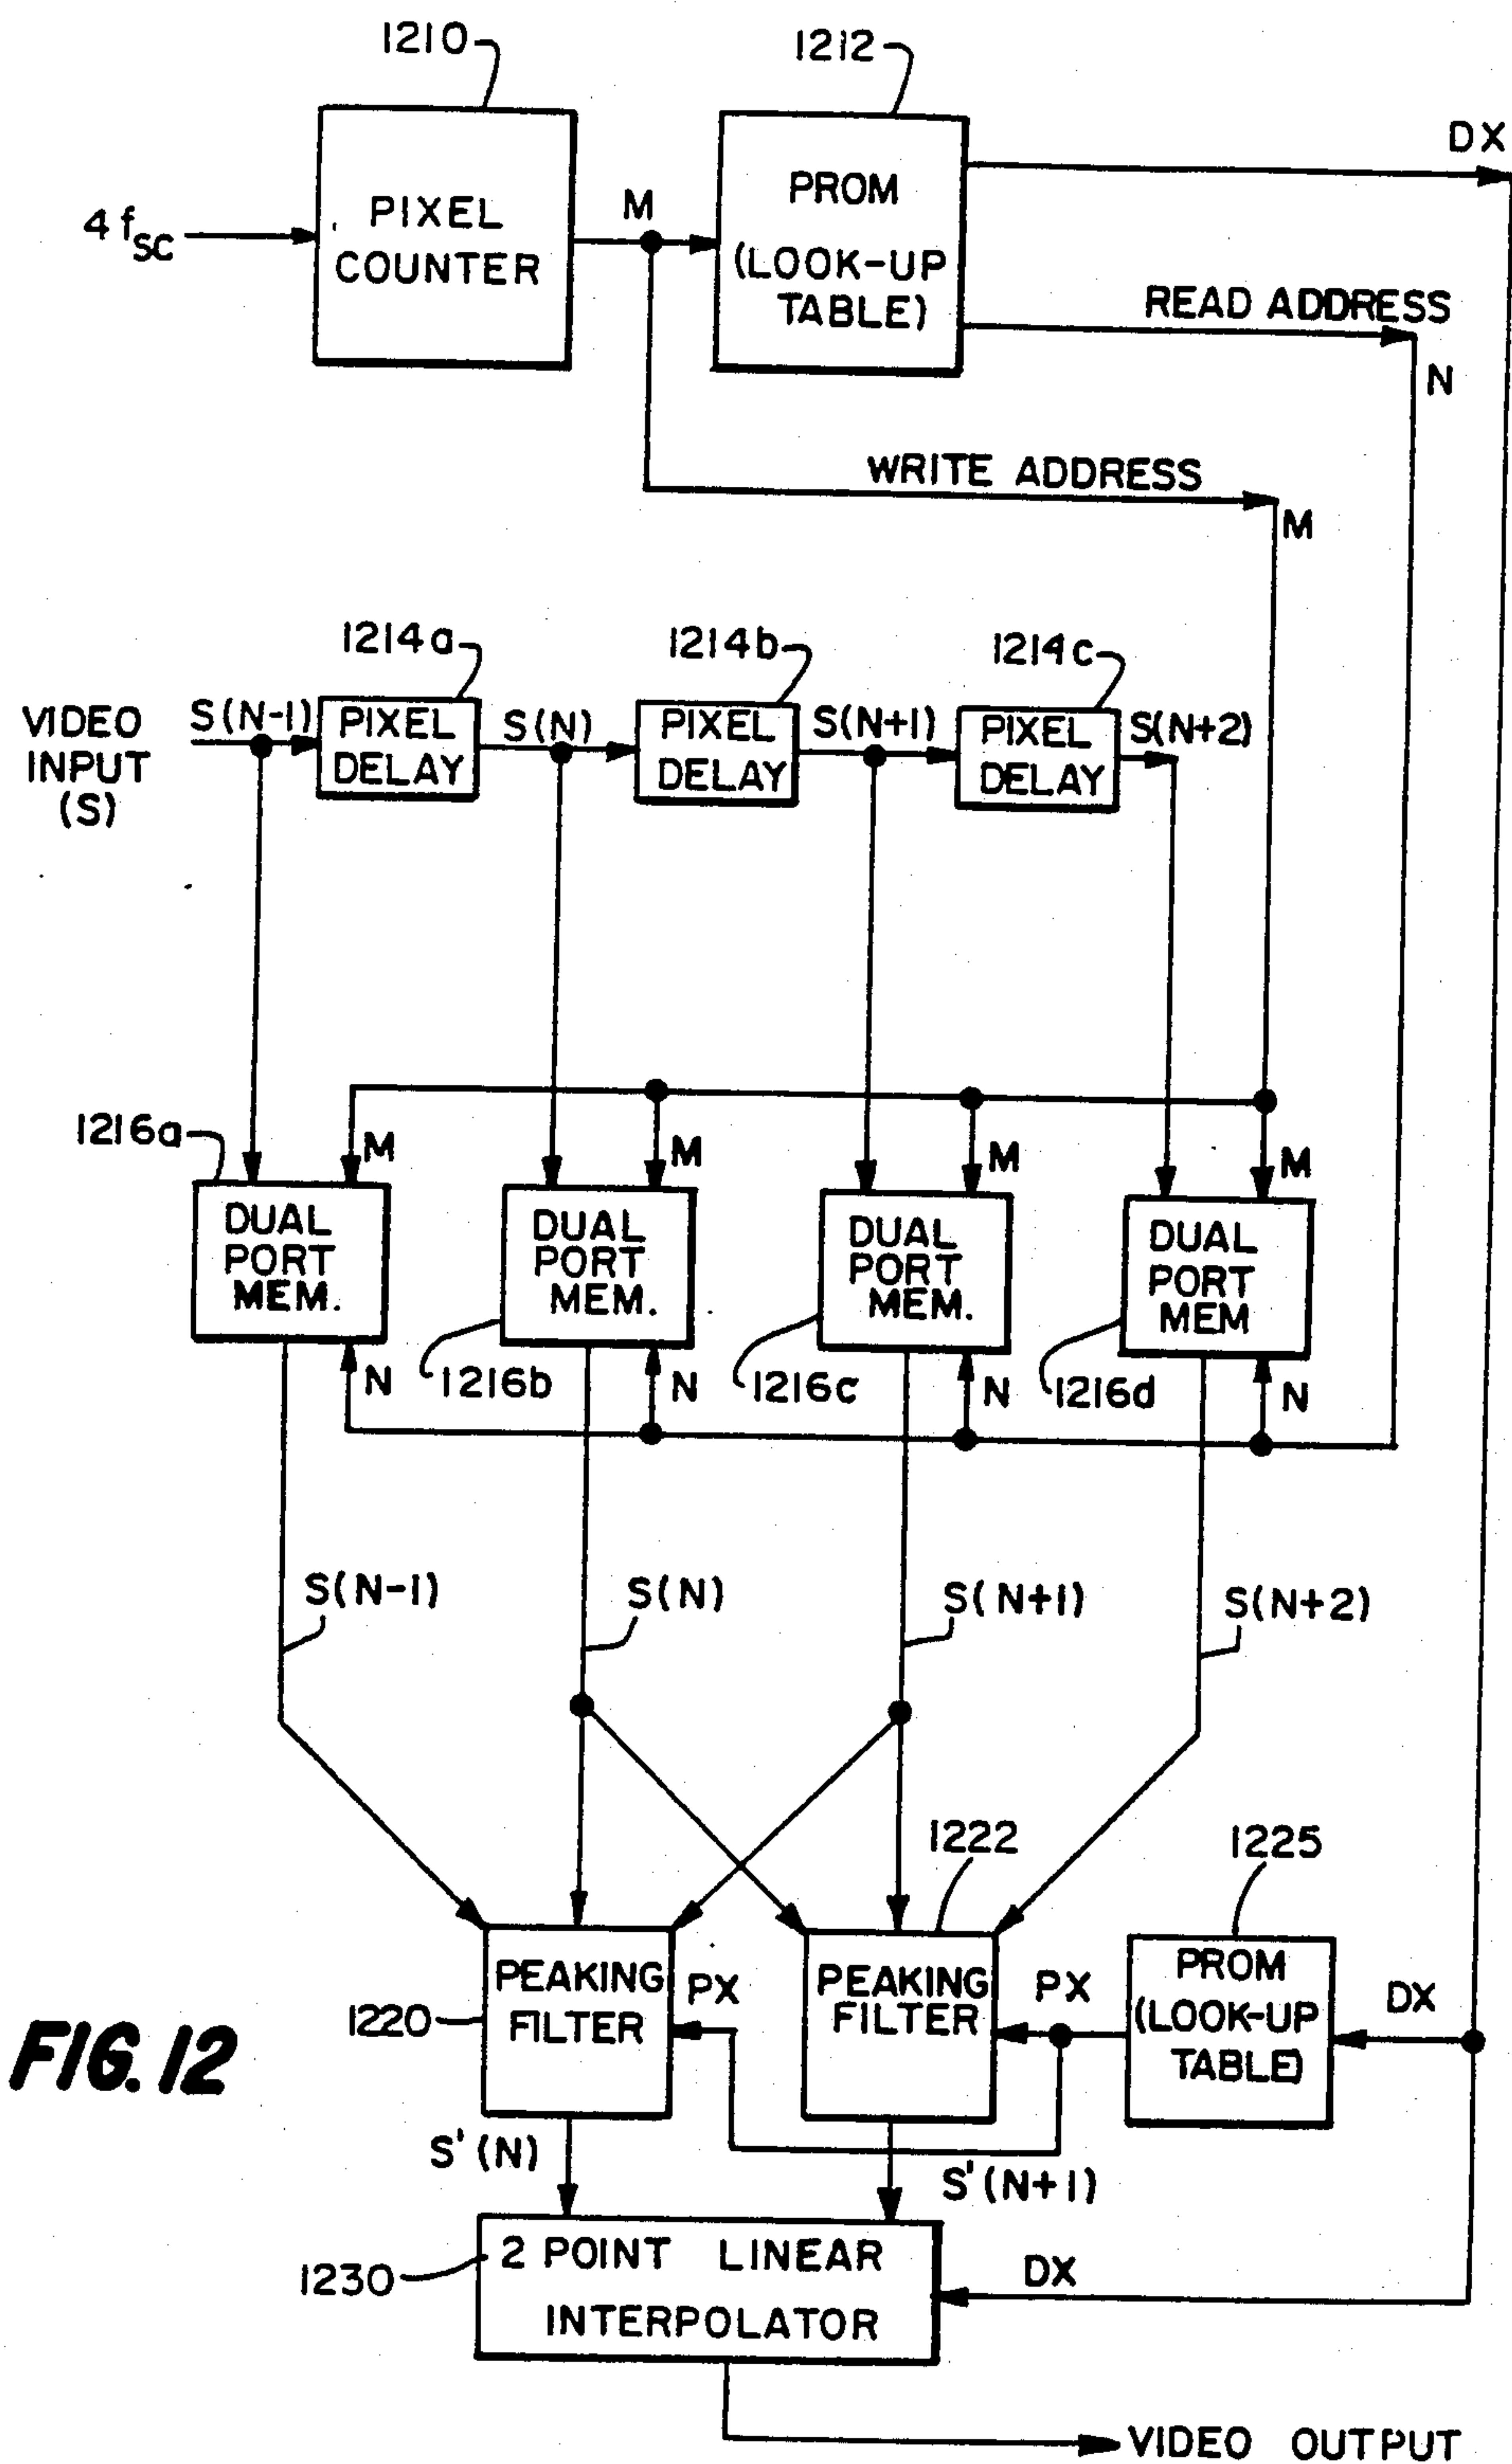 1210
1212
DX
PIXEL
COUNTER
4 fSC
M
PROM
(LOOK-UP
TABLE)
READ ADDRESS
N
WRITE ADDRESS
M
1214a
1214b
1214c
VIDEO
INPUT
(S)
S(N-1)
PIXEL
DELAY
S(N)
PIXEL
DELAY
S(N+1)
PIXEL
DELAY
S(N+2)
1216a
M
M
M
M
DUAL
PORT
MEM.
DUAL
PORT
MEM.
DUAL
PORT
MEM.
DUAL
PORT
MEM
N
1216b
N
1216c
N
1216d
N
S(N-1)
S(N)
S(N+1)
S(N+2)
1222
1225
PEAKING
FILTER
1220
PX
PEAKING
FILTER
PX
PROM
(LOOK-UP
TABLE)
DX
FIG. 12
S'(N)
S'(N+1)
2 POINT LINEAR
INTERPOLATOR
1230
DX
VIDEO OUTPUT